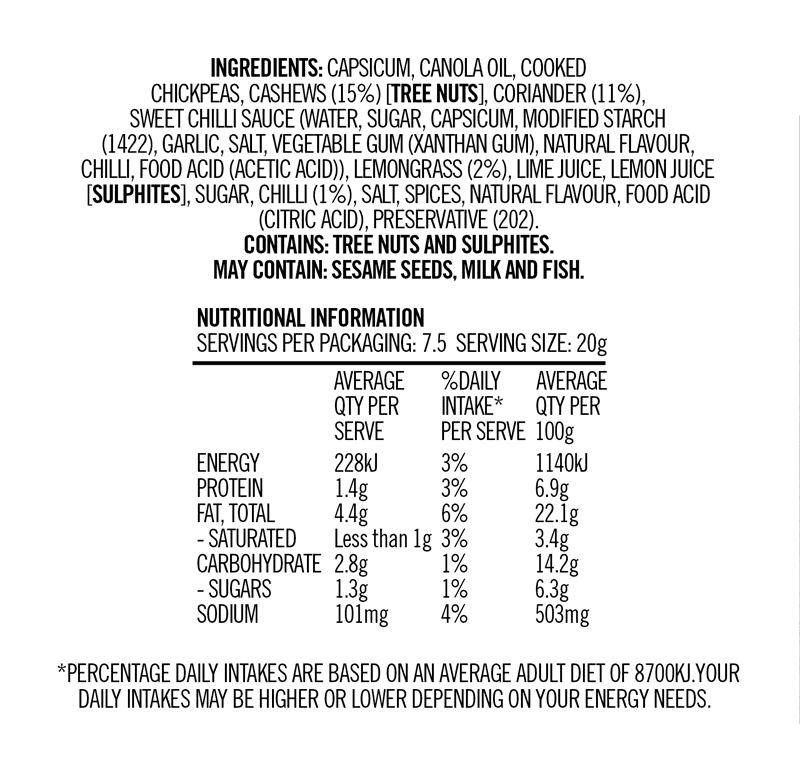 INGREDIENTS: CAPSICUM, CANOLA OIL, COOKED
CHICKPEAS, CASHEWS (15%) [TREE NUTS], CORIANDER (11%),
SWEET CHILLI SAUCE (WATER, SUGAR, CAPSICUM, MODIFIED STARCH
(1422), GARLIC, SALT, VEGETABLE GUM (XANTHAN GUM), NATURAL FLAVOUR,
CHILLI, FOOD ACID (ACETIC ACID)), LEMONGRASS (2%), LIME JUICE, LEMON JUICE
[SULPHITES], SUGAR, CHILLI (1%), SALT, SPICES, NATURAL FLAVOUR, FOOD ACID
(CITRIC ACID), PRESERVATIVE (202).
CONTAINS: TREE NUTS AND SULPHITES.
MAY CONTAIN: SESAME SEEDS, MILK AND FISH.
NUTRITIONAL INFORMATION
SERVINGS PER PACKAGING: 7.5 SERVING SIZE: 20g
AVERAGE %DAILY AVERAGE
QTY PER INTAKE* QTY PER
SERVE PER SERVE 100g
ENERGY 228kJ 3% 1140kJ
PROTEIN 1.4g 3% 6.9g
FAT, TOTAL 4.4g 6% 22.1g
- SATURATED Less than 1g 3% 3.4g
CARBOHYDRATE 2.8g 1% 14.2g
- SUGARS 1.3g 1% 6.3g
SODIUM 101mg 4% 503mg
*PERCENTAGE DAILY INTAKES ARE BASED ON AN AVERAGE ADULT DIET OF 8700KJ.YOUR
DAILY INTAKES MAY BE HIGHER OR LOWER DEPENDING ON YOUR ENERGY NEEDS.